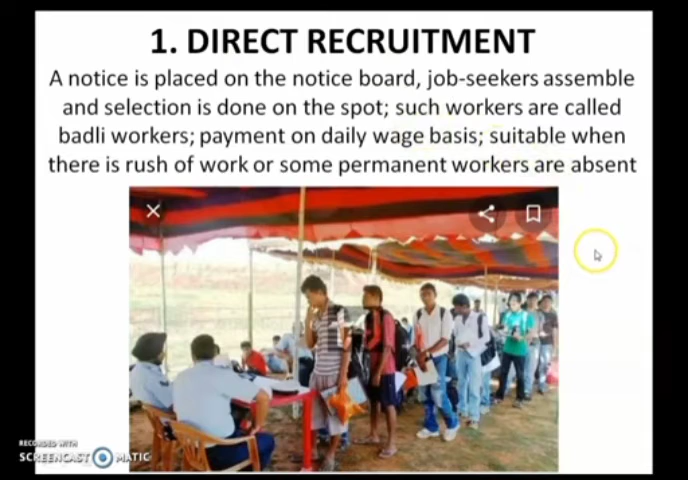 1. DIRECT RECRUITMENT
A notice is placed on the notice board, job-seekers assemble
and selection is done on the spot; such workers are called
badli workers; payment on daily wage basis; suitable when
there is rush of work or some permanent workers are absent
RECORDED WITH
SCREENCAST MATIC